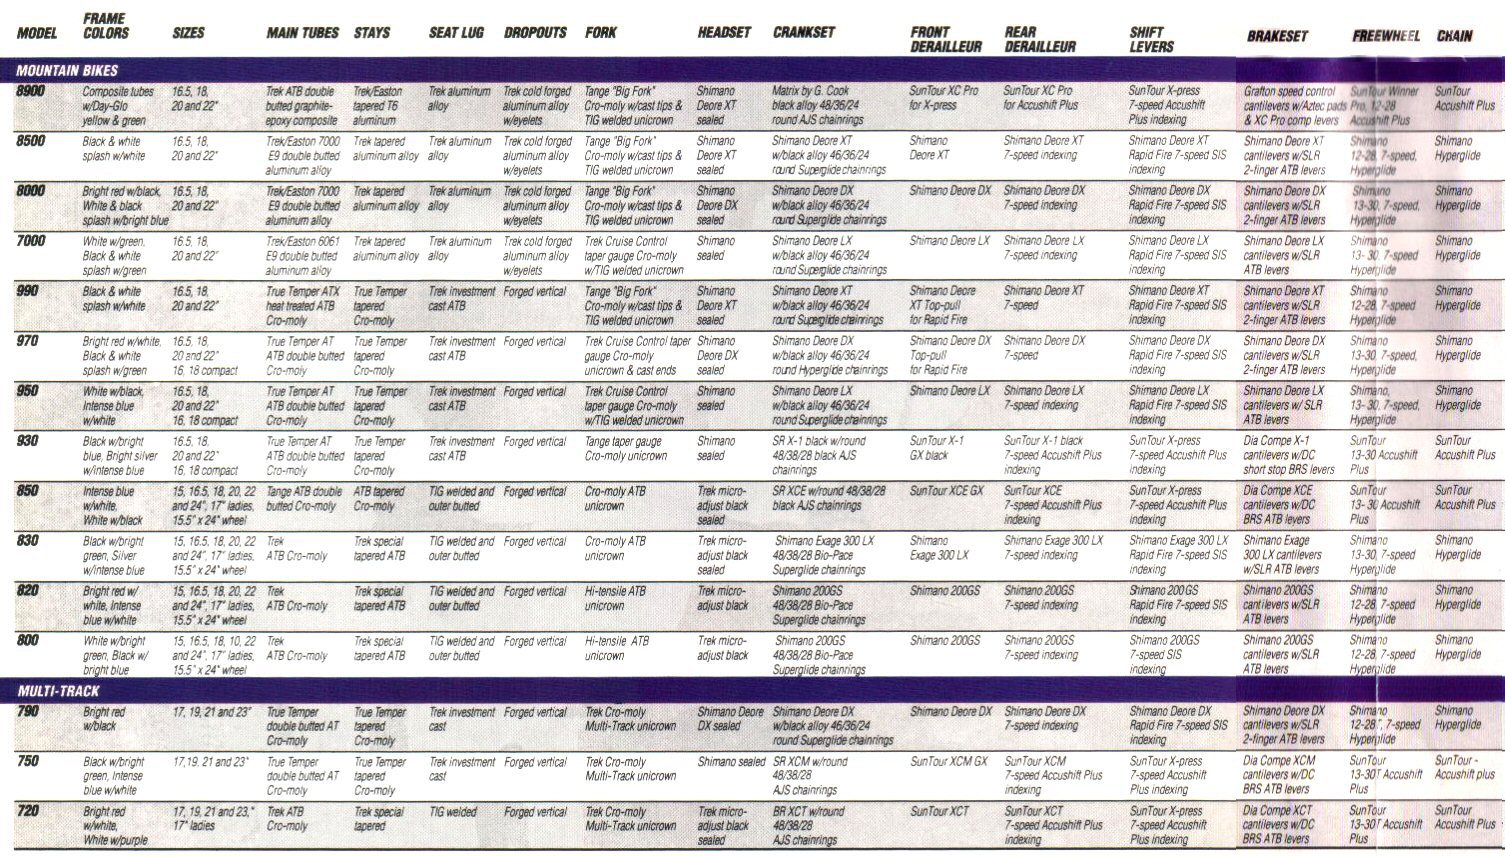 FRAME FRONT REAR SHIFT
MODEL COLORS SIZES MAIN TUBES STAYS SEAT LUG DROPOUTS FORK HEADSET CRANKSET DERAILLEUR DERAILLEUR LEVERS BRAKESET FREEWHEEL CHAIN
MOUNTAIN BIKES
8900 Composite tubes 16.5, 18, Trek ATB double Trek/Easton Trek aluminum Trek cold forged Tange "Big Fork" Shimano Matrix by G. Cook SunTour XC Pro SunTour XC Pro SunTour X-press Grafton speed control SunTour Winner SunTour
w/Day-Glo 20 and 22" butted graphite- tapered T6 alloy aluminum alloy Cro-moly w/cast tips & Deore XT black alloy 48/36/24 for X-press for Accushift Plus 7-speed Accushift cantilevers w/Aztec pads Pro, 12-28 Accushift Plus
yellow & green epoxy composite aluminum w/eyelets TIG welded unicrown sealed round AJS chainrings Plus indexing & XC Pro comp levers Accushift Plus
8500 Black & white 16.5, 18, Trek/Easton 7000 Trek tapered Trek aluminum Trek cold forged Tange "Big Fork" Shimano Shimano Deore XT Shimano Shimano Deore XT Shimano Deore XT Shimano Deore XT Shimano Shimano
splash w/white 20 and 22" E9 double butted aluminum alloy alloy aluminum alloy Cro-moly w/cast tips & Deore XT w/black alloy 46/36/24 Deore XT 7-speed indexing Rapid Fire 7-speed SIS cantilevers w/SLR 12-28, 7-speed, Hyperglide
aluminum alloy w/eyelets TIG welded unicrown sealed round Superglide chainrings indexing 2-finger ATB levers Hyperglide
8000 Bright red w/black, 16.5, 18, Trek/Easton 7000 Trek tapered Trek aluminum Trek cold forged Tange "Big Fork" Shimano Shimano Deore DX Shimano Deore DX Shimano Deore DX Shimano Deore DX Shimano Deore DX Shimano Shimano
White & black 20 and 22" E9 double butted aluminum alloy alloy aluminum alloy Cro-moly w/cast tips & Deore DX w/black alloy 46/36/24 7-speed indexing Rapid Fire 7-speed SIS cantilevers w/SLR 13-30, 7-speed, Hyperglide
splash w/bright blue aluminum alloy w/eyelets TIG welded unicrown sealed round Superglide chainrings indexing 2-finger ATB levers Hyperglide
7000 White w/green, 16.5, 18, Trek/Easton 6061 Trek tapered Trek aluminum Trek cold forged Trek Cruise Control Shimano Shimano Deore LX Shimano Deore LX Shimano Deore LX Shimano Deore LX Shimano Deore LX Shimano Shimano
Black & white 20 and 22" E9 double butted aluminum alloy alloy aluminum alloy taper gauge Cro-moly sealed w/black alloy 46/36/24 7-speed indexing Rapid Fire 7-speed SIS cantilevers w/SLR 13-30, 7-speed Hyperglide
splash w/green aluminum alloy w/eyelets w/TIG welded unicrown round Superglide chainrings indexing ATB levers Hyperglide
990 Black & white 16.5, 18, True Temper ATX True Temper Trek investment Forged vertical Tange "Big Fork" Shimano Shimano Deore XT Shimano Deore Shimano Deore XT Shimano Deore XT Shimano Deore XT Shimano Shimano
splash w/white 20 and 22" heat treated ATB tapered cast ATB Cro-moly w/cast tips & Deore XT w/black alloy 46/36/24 XT Top-pull 7-speed Rapid Fire 7-speed SIS cantilevers w/SLR 12-28, 7-speed Hyperglide
Cro-moly Cro-moly TIG welded unicrown sealed round Superglide chainrings for Rapid Fire indexing 2-finger ATB levers Hyperglide
970 Bright red w/white, 16.5, 18, True Temper AT True Temper Trek investment Forged vertical Trek Cruise Control taper Shimano Shimano Deore DX Shimano Deore DX Shimano Deore DX Shimano Deore DX Shimano Deore DX Shimano Shimano
Black & white 20 and 22" ATB double butted tapered cast ATB gauge Cro-moly Deore DX w/black alloy 46/36/24 Top-pull 7-speed Rapid Fire 7-speed SIS cantilevers w/SLR 13-30, 7-speed, Hyperglide
splash w/green 16, 18 compact Cro-moly Cro-moly unicrown & cast ends sealed round Hyperglide chainrings for Rapid Fire indexing 2-finger ATB levers Hyperglide
950 White w/black, 16.5, 18, True Temper AT True Temper Trek investment Forged vertical Trek Cruise Control Shimano Shimano Deore LX Shimano Deore LX Shimano Deore LX Shimano Deore LX Shimano Deore LX Shimano, Shimano
Intense blue 20 and 22" ATB double butted tapered cast ATB taper gauge Cro-moly sealed w/black alloy 46/36/24 7-speed indexing Rapid Fire 7-speed SIS cantilevers w/ SLR 13-30, 7-speed, Hyperglide
w/white 16, 18 compact Cro-moly Cro-moly w/TIG welded unicrown round Superglide chainrings indexing ATB levers Hyperglide
930 Black w/bright 16.5, 18, True Temper AT True Temper Trek investment Forged vertical Tange taper gauge Shimano SR X-1 black w/round SunTour X-1 SunTour X-1 black SunTour X-press Dia Compe X-1 SunTour SunTour
blue, Bright silver 20 and 22" ATB double butted tapered cast ATB Cro-moly unicrown sealed 48/38/28 black AJS GX black 7-speed Accushift Plus 7-speed Accushift Plus cantilevers w/DC 13-30 Accushift Accushift Plus
w/intense blue 16, 18 compact Cro-moly Cro-moly chainrings indexing indexing short stop BRS levers Plus
850 Intense blue 15, 16.5, 18, 20, 22 Tange ATB double ATB tapered TIG welded and Forged vertical Cro-moly ATB Trek micro- SR XCE w/round 48/38/28 SunTour XCE GX SunTour XCE SunTour X-press Dia Compe XCE SunTour SunTour
w/white, and 24", 17" ladies, butted Cro-moly Cro-moly outer butted unicrown adjust black black AJS chainrings 7-speed Accushift Plus 7-speed Accushift Plus cantilevers w/DC 13-30 Accushift Accushift Plus
White w/black 15.5" x 24" wheel sealed indexing indexing BRS ATB levers Plus
830 Black w/bright 15, 16.5, 18, 20, 22 Trek Trek special TIG welded and Forged vertical Cro-moly ATB Trek micro- Shimano Exage 300 LX Shimano Shimano Exage 300 LX Shimano Exage 300 LX Shimano Exage Shimano Shimano
green, Silver and 24", 17" ladies, ATB Cro-moly tapered ATB outer butted unicrown adjust black 48/38/28 Bio-Pace Exage 300 LX 7-speed indexing Rapid Fire 7-speed SIS 300 LX cantilevers 13-30, 7-speed Hyperglide
w/intense blue 15.5" x 24" wheel sealed Superglide chainrings indexing w/SLR ATB levers Hyperglide
820 Bright red w/ 15, 16.5, 18, 20, 22 Trek Trek special TIG welded and Forged vertical Hi-tensile ATB Trek micro- Shimano 200GS Shimano 200GS Shimano 200GS Shimano 200GS Shimano 200GS Shimano Shimano
white, Intense and 24", 17" ladies, ATB Cro-moly tapered ATB outer butted unicrown adjust black 48/38/28 Bio-Pace 7-speed indexing Rapid Fire 7-speed SIS cantilevers w/SLR 12-28, 7-speed Hyperglide
blue w/white 15.5" x 24" wheel Superglide chainrings indexing ATB levers Hyperglide
800 White w/bright 15, 16.5, 18, 10, 22 Trek Trek special TIG welded and Forged vertical Hi-tensile ATB Trek micro- Shimano 200GS Shimano 200GS Shimano 200GS Shimano 200GS Shimano 200GS Shimano Shimano
green, Black w/ and 24", 17" ladies, ATB Cro-moly tapered ATB outer butted unicrown adjust black 48/38/28 Bio-Pace 7-speed indexing 7-speed SIS cantilevers w/SLR 12-28, 7-speed Hyperglide
bright blue 15.5" x 24" wheel Superglide chainrings indexing ATB levers Hyperglide
MULTI-TRACK
790 Bright red 17, 19, 21 and 23" True Temper True Temper Trek investment Forged vertical Trek Cro-moly Shimano Deore Shimano Deore DX Shimano Deore DX Shimano Deore DX Shimano Deore DX Shimano Deore DX Shimano Shimano
w/black double butted AT tapered cast Multi-Track unicrown DX sealed w/black alloy 46/36/24 7-speed indexing Rapid Fire 7-speed SIS cantilevers w/SLR 12-28", 7-speed Hyperglide
Cro-moly Cro-moly round Superglide chainrings indexing 2-finger ATB levers Hyperglide
750 Black w/bright 17, 19. 21 and 23" True Temper True Temper Trek investment Forged vertical Trek Cro-moly Shimano sealed SR XCM w/round SunTour XCM GX SunTour XCM SunTour X-press Dia Compe XCM SunTour SunTour -
green, Intense double butted AT tapered cast Multi-Track unicrown 48/38/28 7-speed Accushift Plus 7-speed Accushift cantilevers w/DC 13-30T Accushift Accushift plus
blue w/white Cro-moly Cro-moly AJS chainrings indexing Plus indexing BRS ATB levers Plus
720 Bright red 17, 19, 21 and 23," Trek ATB Trek special TIG welded Forged vertical Trek Cro-moly Trek micro- BR XCT w/round SunTour XCT SunTour XCT SunTour X-press Dia Compe XCT SunTour SunTour
w/white, 17" ladies Cro-moly tapered Multi-Track unicrown adjust black 48/38/28 7-speed Accushift Plus 7-speed Accushift cantilevers w/DC 13-30T Accushift Accushift Plus
White w/purple sealed AJS chainrings indexing Plus indexing BRS ATB levers Plus